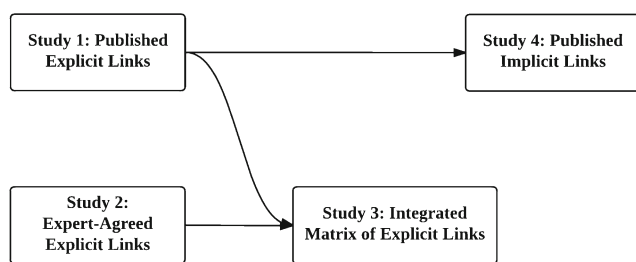 Study 1: Published
Explicit Links
Study 4: Published
Implicit Links
Study 2:
Expert-Agreed
Explicit Links
Study 3: Integrated
Matrix of Explicit Links